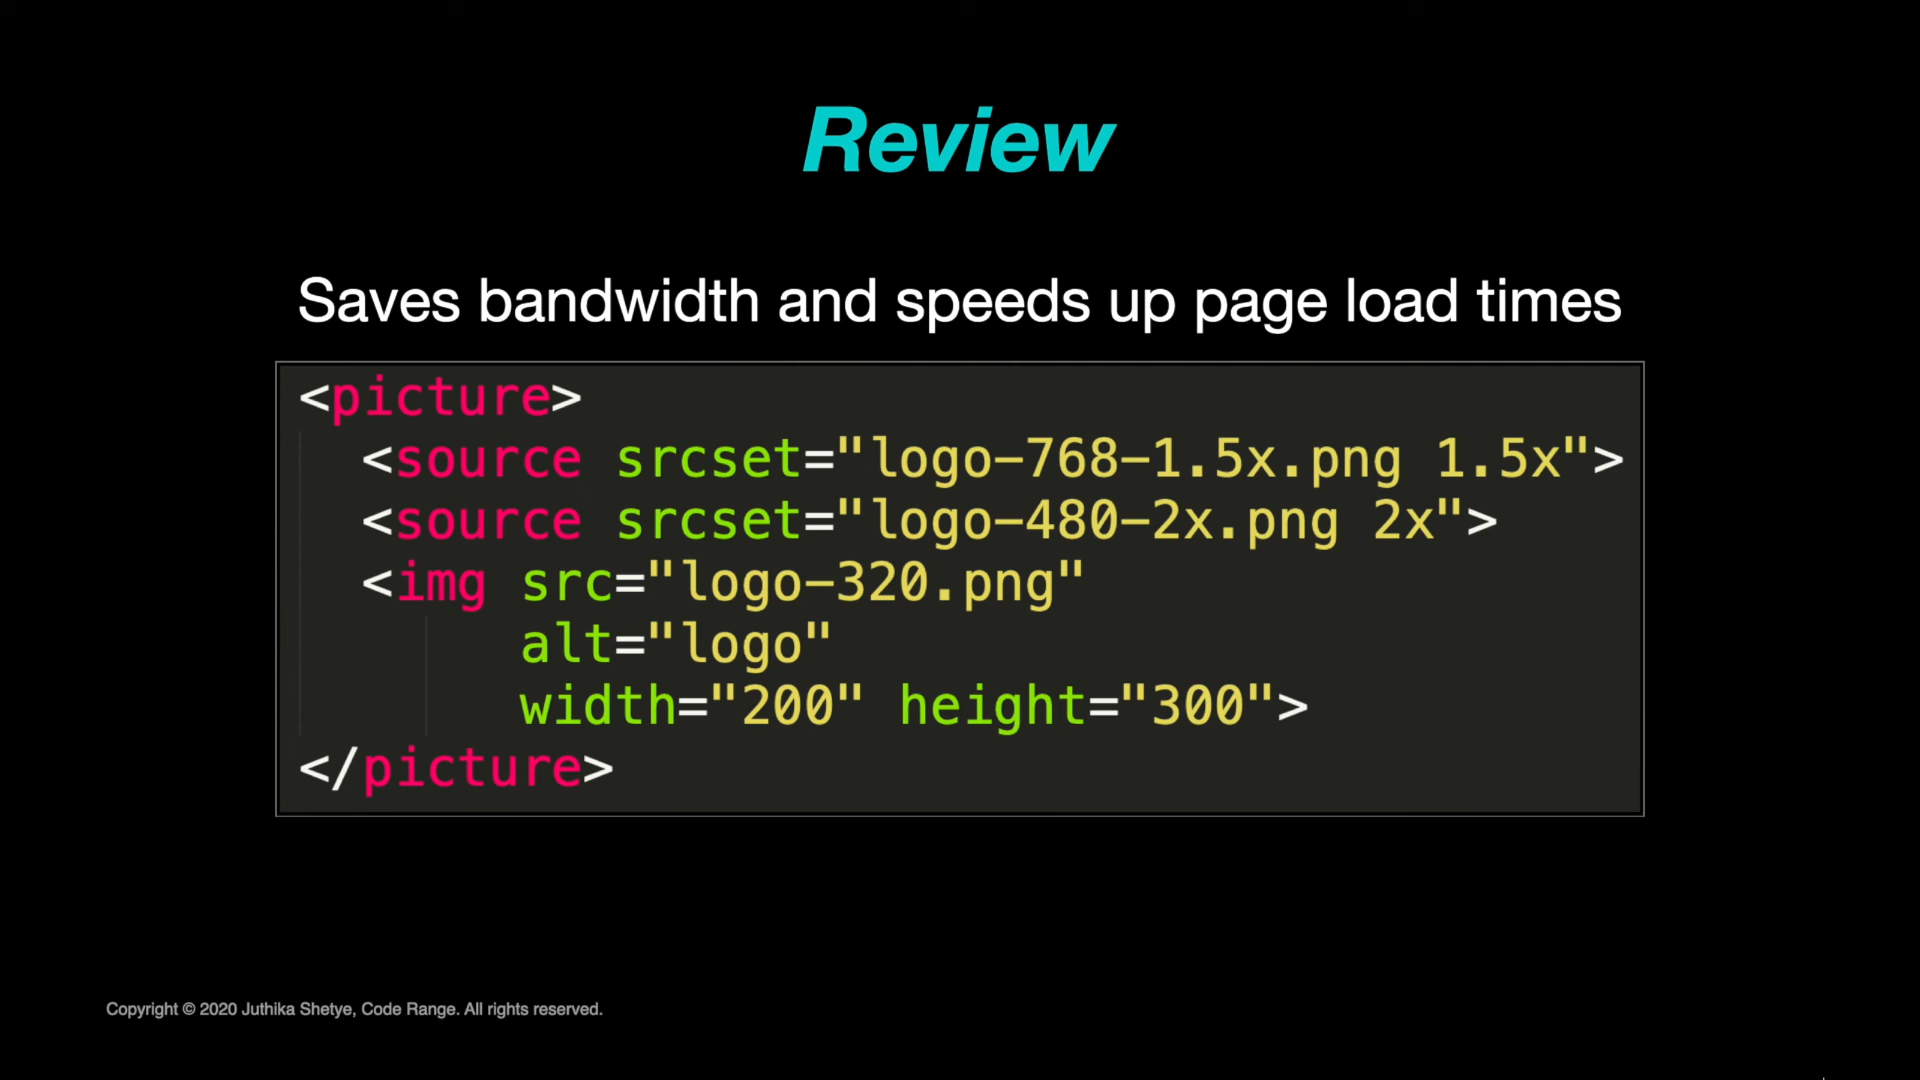 Review
Saves bandwidth and speeds up page load times
<picture>
  <source srcset="logo-768-1.5x.png 1.5x">
  <source srcset="logo-480-2x.png 2x">
  <img src="logo-320.png"
       alt="logo"
       width="200" height="300">
</picture>
Copyright © 2020 Juthika Shetye, Code Range. All rights reserved.